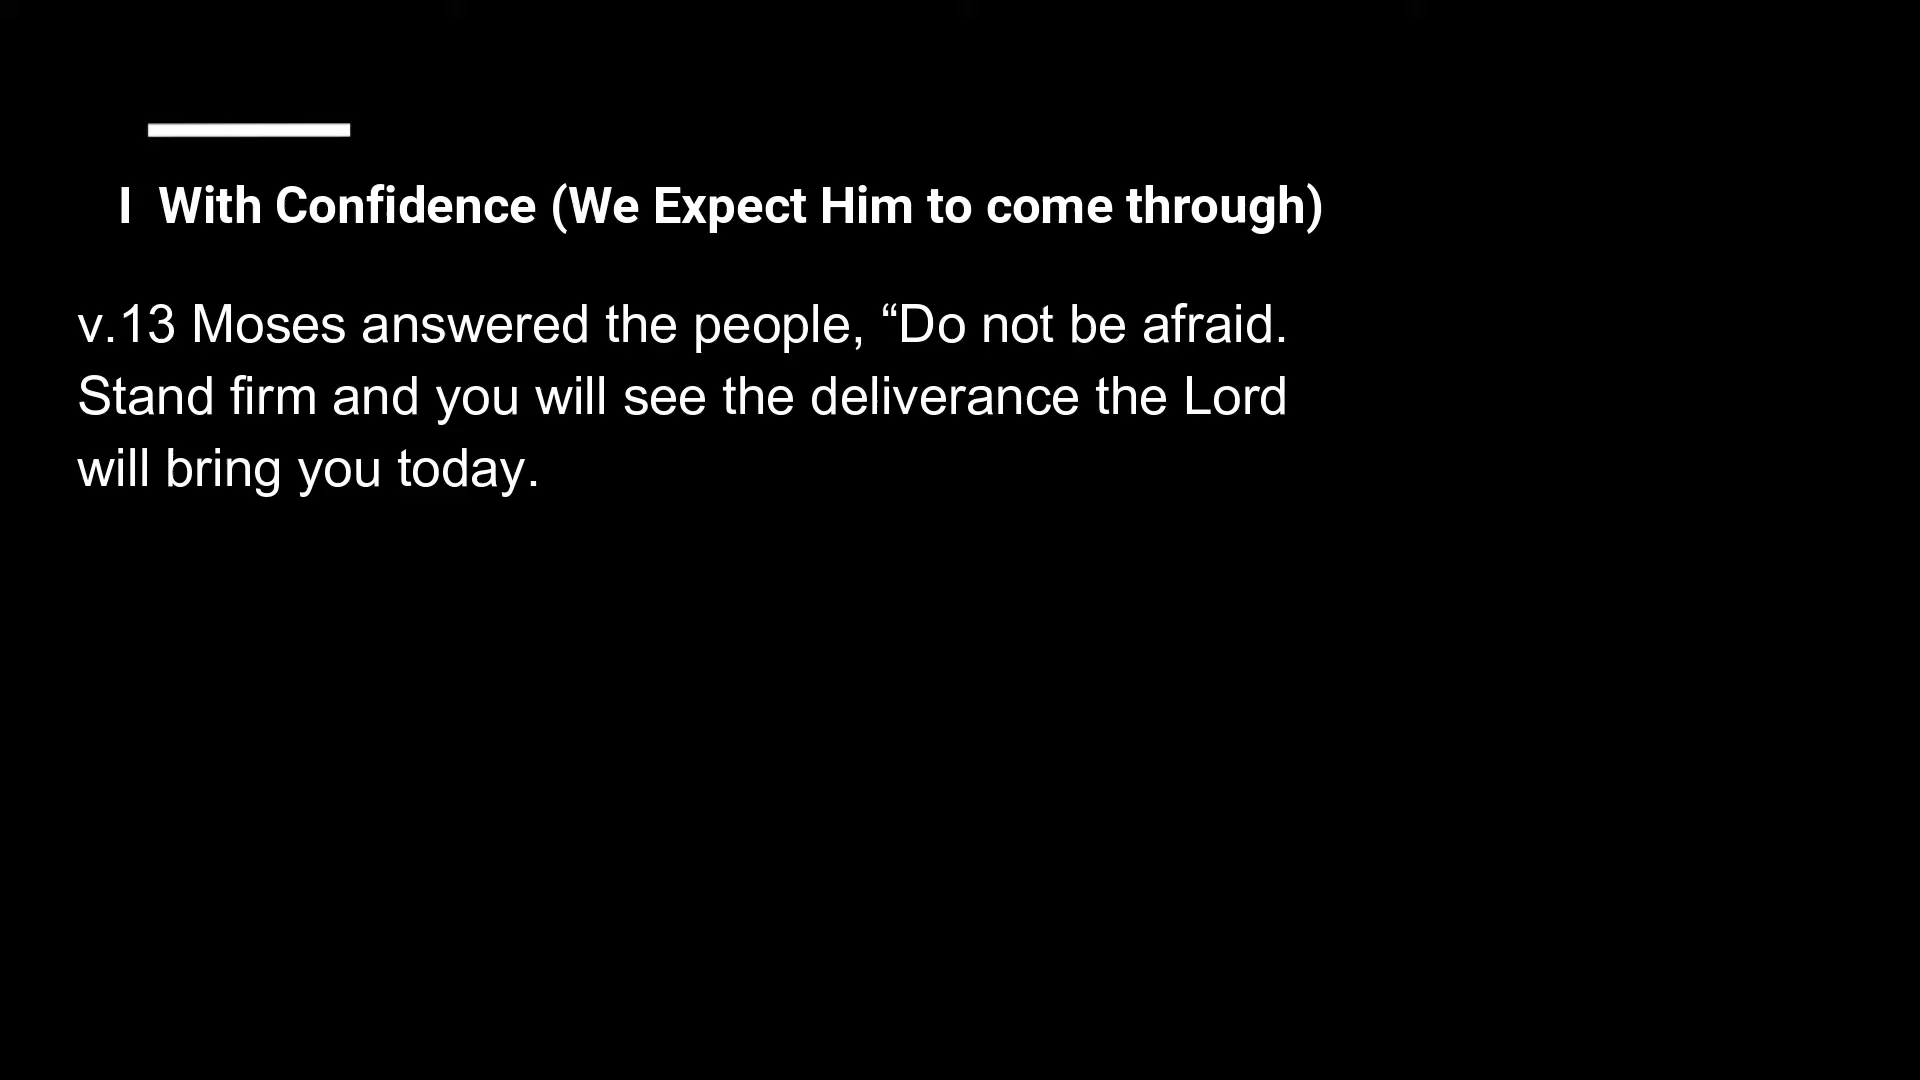 I  With Confidence (We Expect Him to come through)
v.13 Moses answered the people, “Do not be afraid.
Stand firm and you will see the deliverance the Lord
will bring you today.